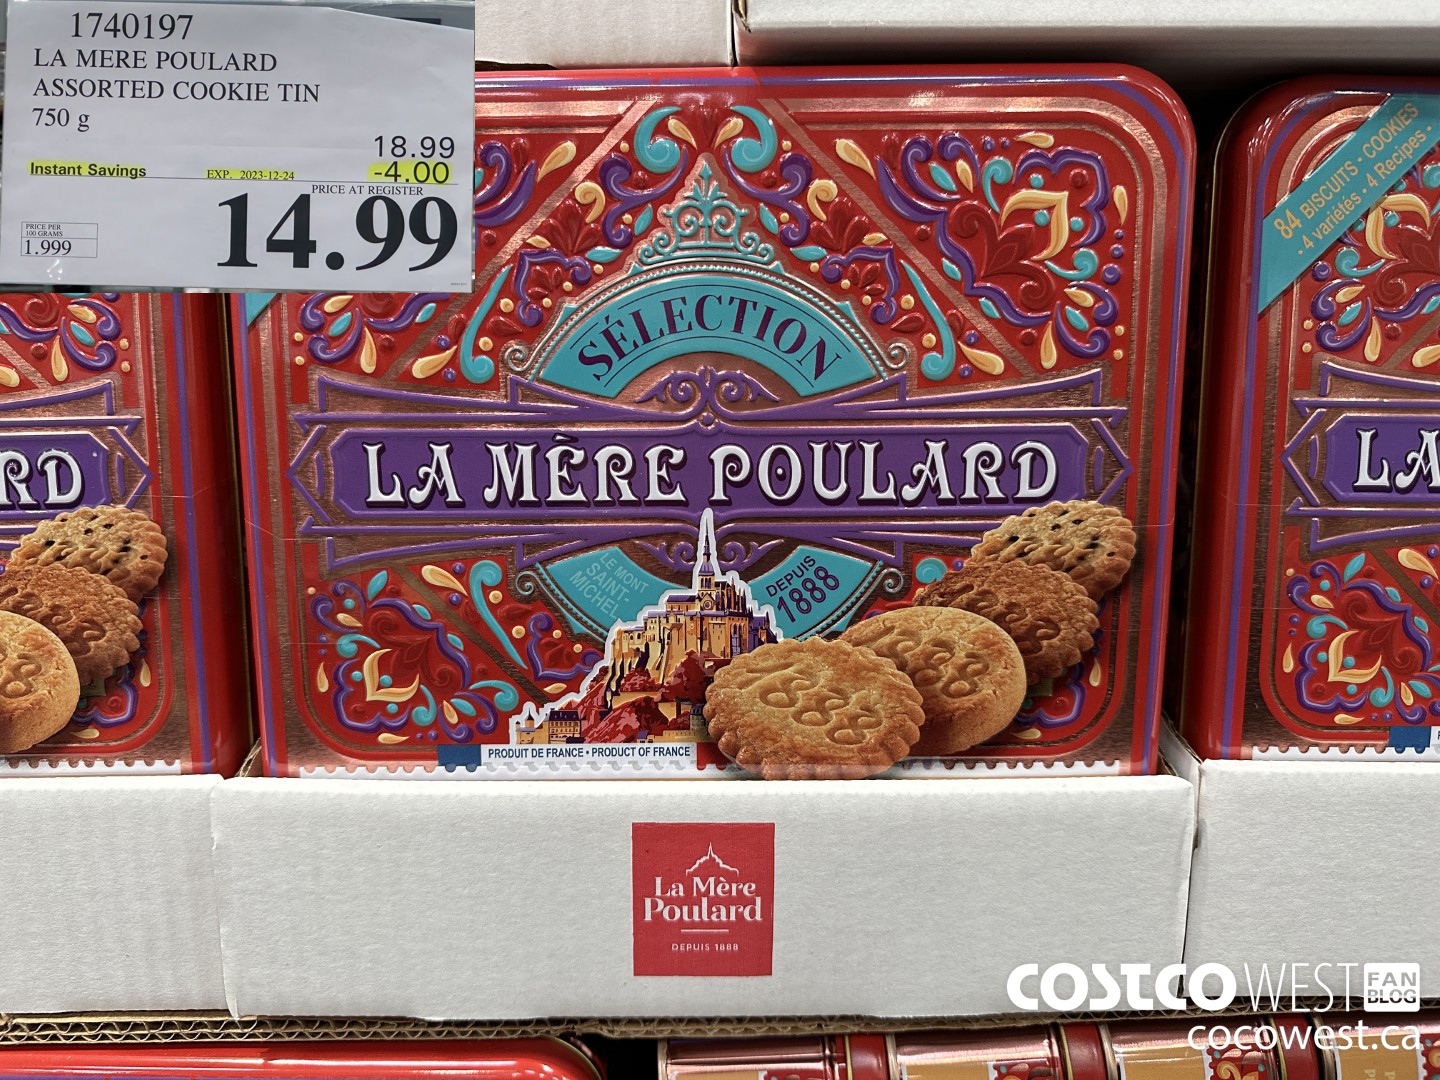 1740197
LA MERE POULARD
ASSORTED COOKIE TIN
750 g
18.99
Instant Savings EXP. 2023-12-24 -4.00
PRICE AT REGISTER
14.99
PRICE PER
100 GRAMS
1.999
84 BISCUITS • COOKIES
• 4 variétés • 4 Recipes •
SÉLECTION
RD
LA MÈRE POULARD
LA
LE MONT
SAINT-
MICHEL
DEPUIS
1888
1888
888
PRODUIT DE FRANCE • PRODUCT OF FRANCE
La Mère
Poulard
DEPUIS 1888
COSTCO WEST FAN
BLOG
cocowest.ca